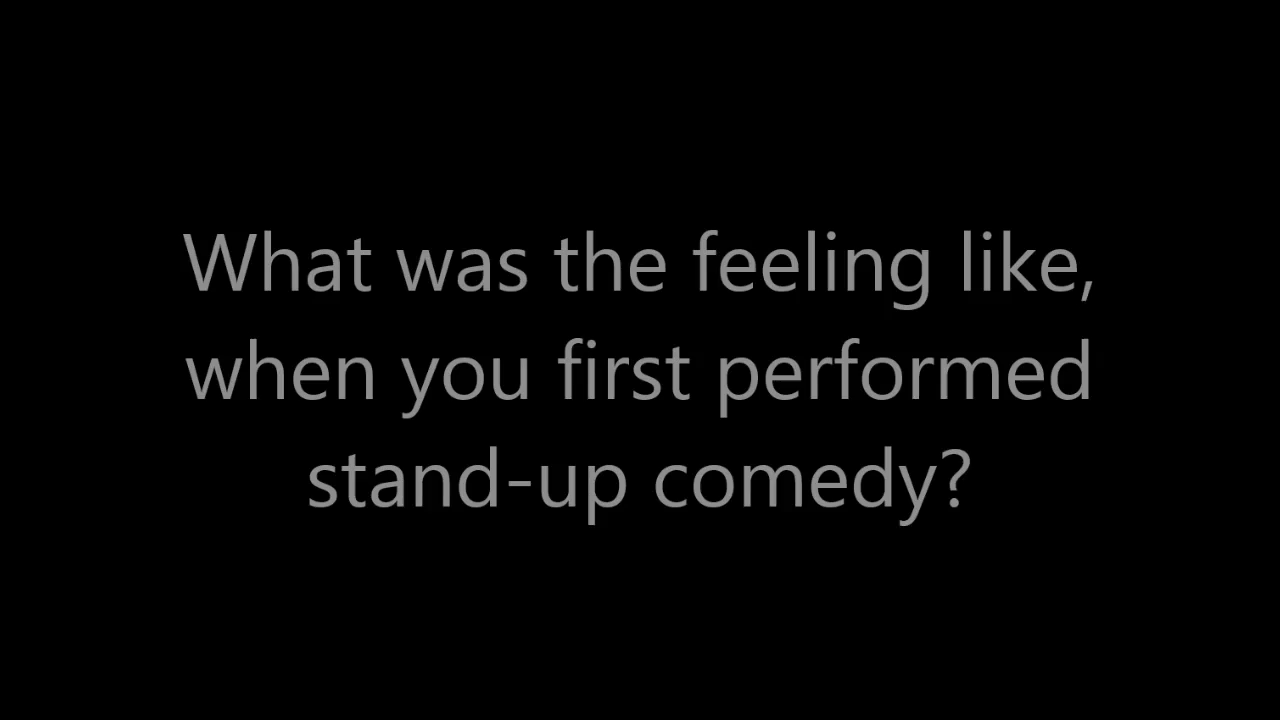 What was the feeling like,
when you first performed
stand-up comedy?